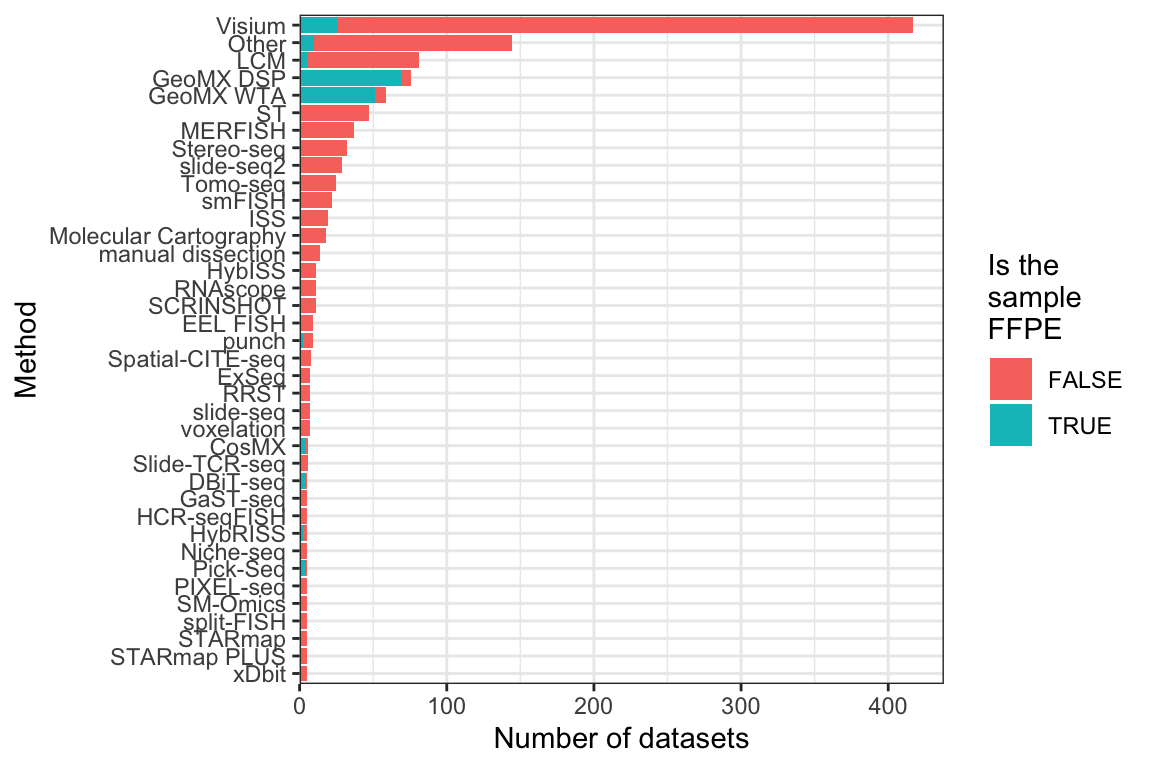 Visium
Other
LCM
GeoMX DSP
GeoMX WTA
ST
MERFISH
Stereo-seq
slide-seq2
Tomo-seq
smFISH
ISS
Molecular Cartography
manual dissection
HybISS
RNAscope
SCRINSHOT
EEL FISH
punch
Spatial-CITE-seq
ExSeq
RRST
slide-seq
voxelation
CosMX
Slide-TCR-seq
DBiT-seq
GaST-seq
HCR-seqFISH
HybRISS
Niche-seq
Pick-Seq
PIXEL-seq
SM-Omics
split-FISH
STARmap
STARmap PLUS
xDbit
Method
0 100 200 300 400
Number of datasets
Is the
sample
FFPE
FALSE
TRUE